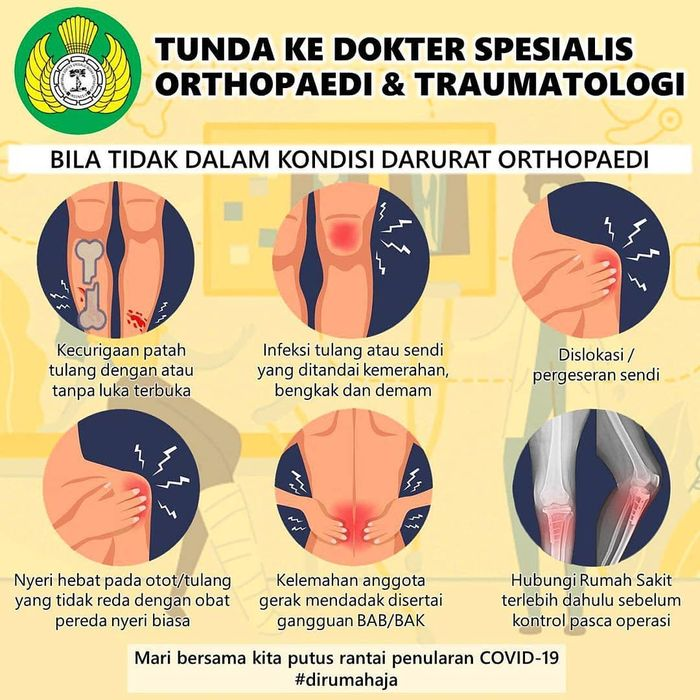 TUNDA KE DOKTER SPESIALIS
ORTHOPAEDI & TRAUMATOLOGI
BILA TIDAK DALAM KONDISI DARURAT ORTHOPAEDI
Kecurigaan patah
tulang dengan atau
tanpa luka terbuka
Infeksi tulang atau sendi
yang ditandai kemerahan,
bengkak dan demam
Dislokasi /
pergeseran sendi
Nyeri hebat pada otot/tulang
yang tidak reda dengan obat
pereda nyeri biasa
Kelemahan anggota
gerak mendadak disertai
gangguan BAB/BAK
Hubungi Rumah Sakit
terlebih dahulu sebelum
kontrol pasca operasi
Mari bersama kita putus rantai penularan COVID-19
#dirumahaja